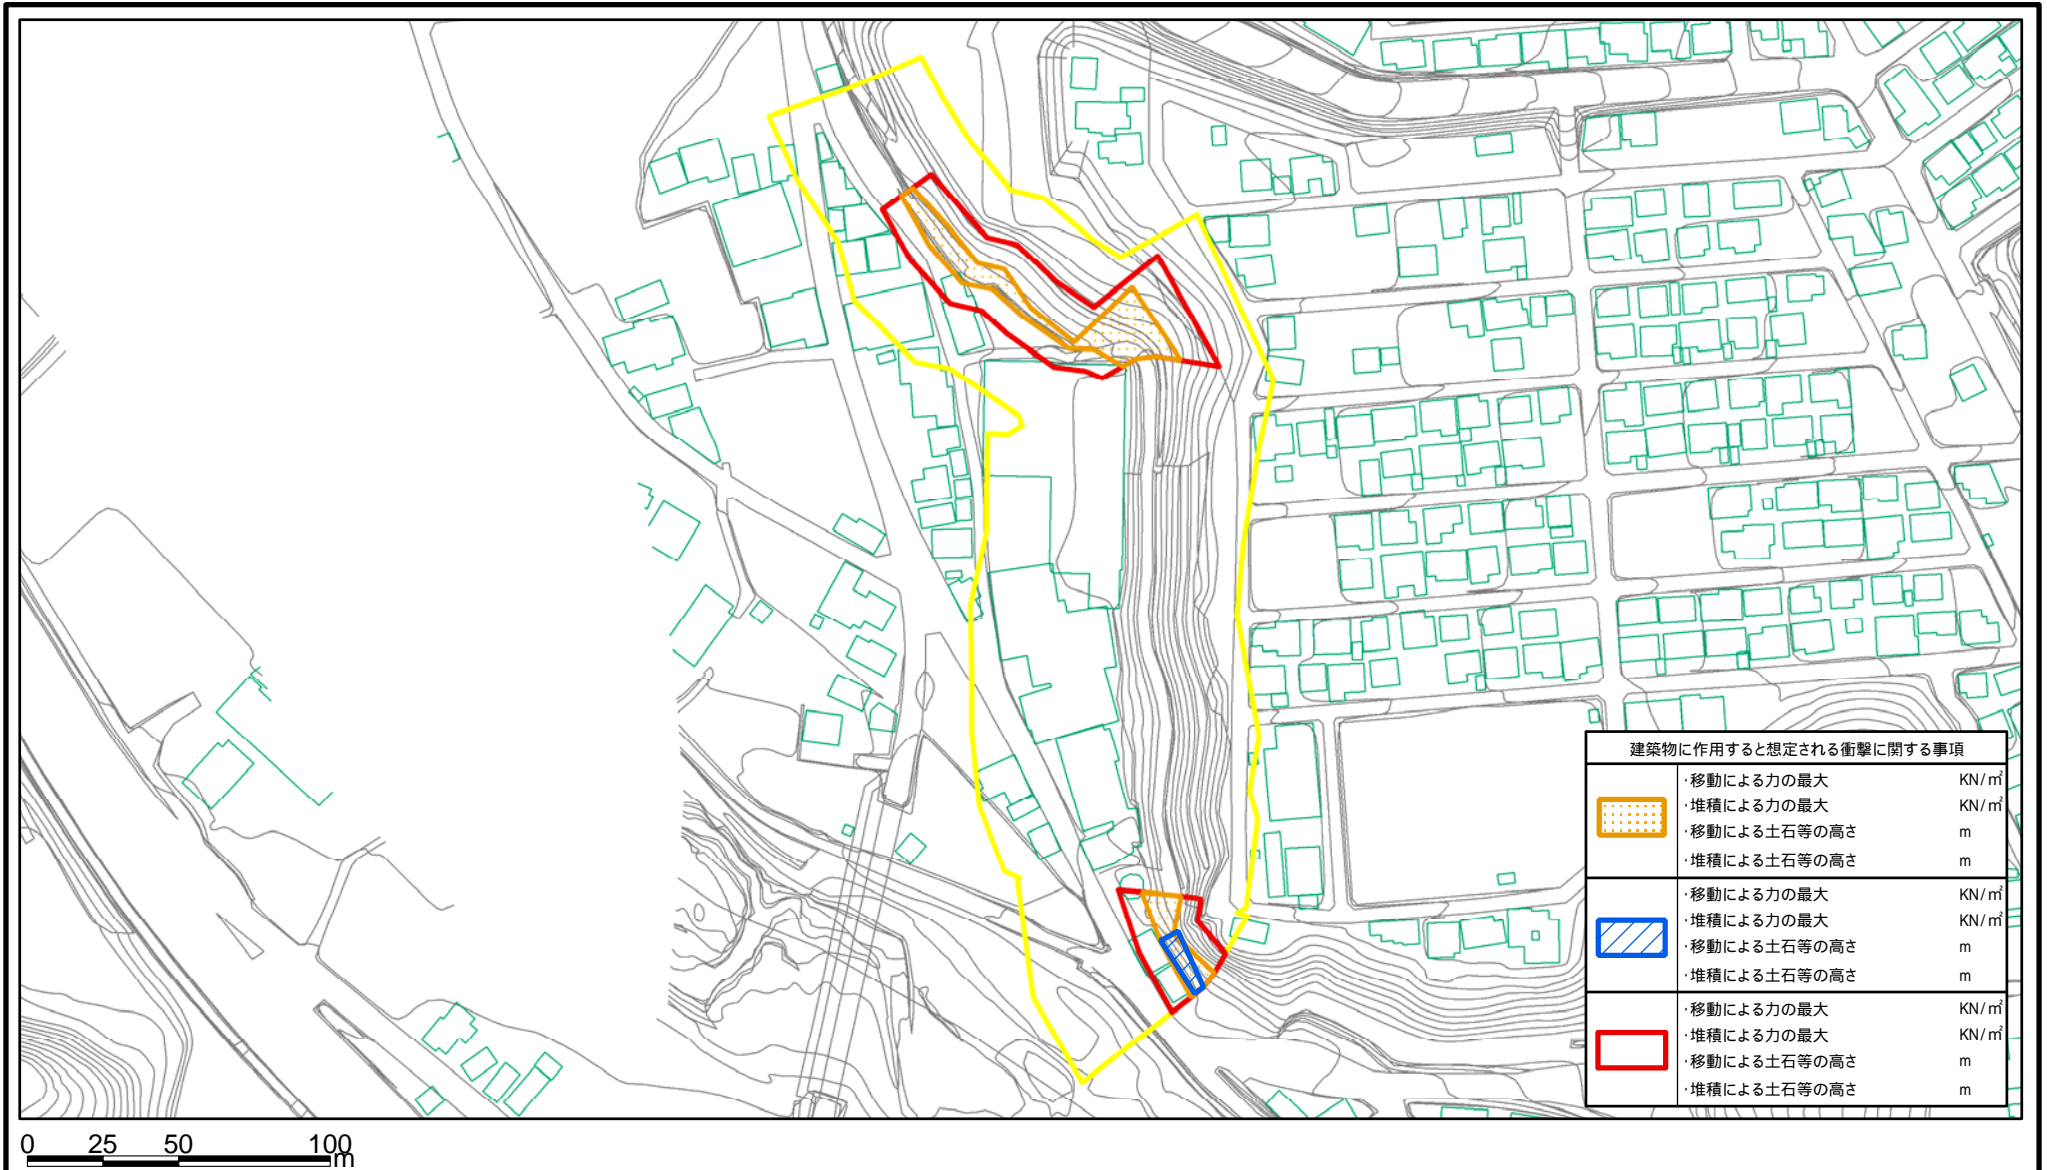 建築物に作用すると想定される衝撃に関する事項
･移動による力の最大 KN/㎡
･堆積による力の最大 KN/㎡
･移動による土石等の高さ m
･堆積による土石等の高さ m
･移動による力の最大 KN/㎡
･堆積による力の最大 KN/㎡
･移動による土石等の高さ m
･堆積による土石等の高さ m
･移動による力の最大 KN/㎡
･堆積による力の最大 KN/㎡
･移動による土石等の高さ m
･堆積による土石等の高さ m
0 25 50 100
m